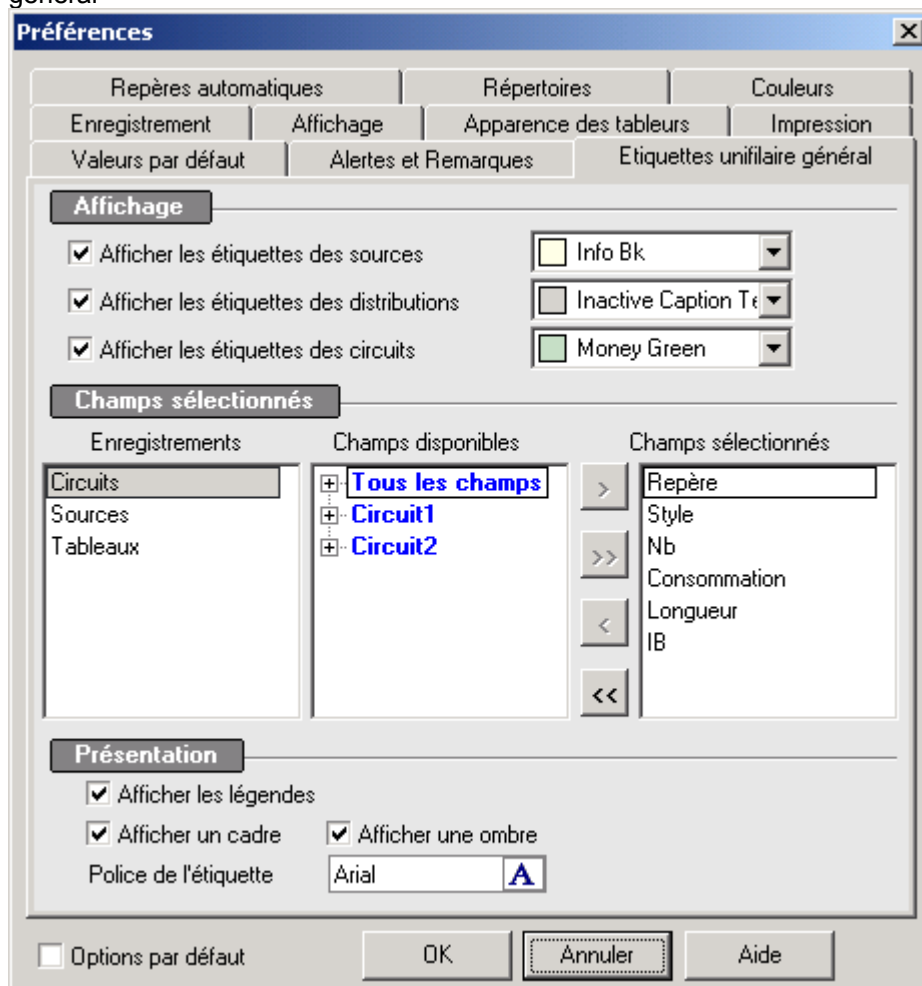 général
Préférences
Repères automatiques Répertoires Couleurs
Enregistrement Affichage Apparence des tableurs Impression
Valeurs par défaut Alertes et Remarques Etiquettes unifilaire général
Affichage
Afficher les étiquettes des sources Info Bk
Afficher les étiquettes des distributions Inactive Caption Te
Afficher les étiquettes des circuits Money Green
Champs sélectionnés
Enregistrements Champs disponibles Champs sélectionnés
Circuits Tous les champs > Repère
Sources Circuit1 Style
Tableaux Circuit2 >> Nb
Consommation
< Longueur
IB
<<
Présentation
Afficher les légendes
Afficher un cadre Afficher une ombre
Police de l'étiquette Arial A
Options par défaut OK Annuler Aide